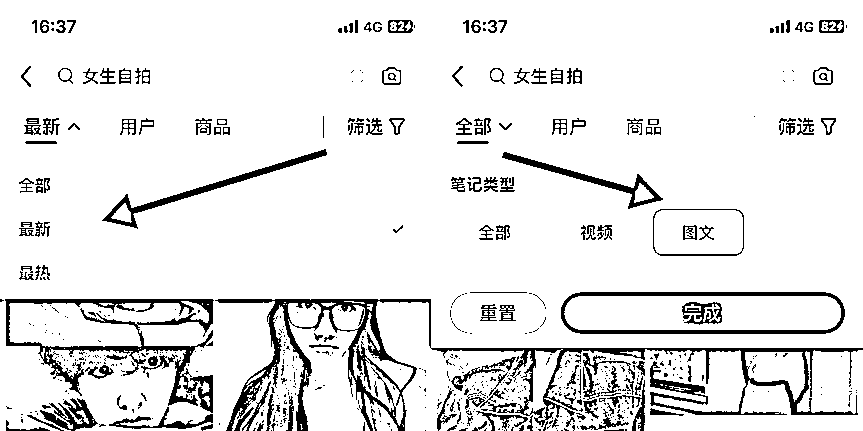 16:37
4G 82
女生自拍
最新 用户 商品 筛选
全部
最新
最热
16:37
4G 82
女生自拍
全部 用户 商品 筛选
笔记类型
全部 视频 图文
重置 完成